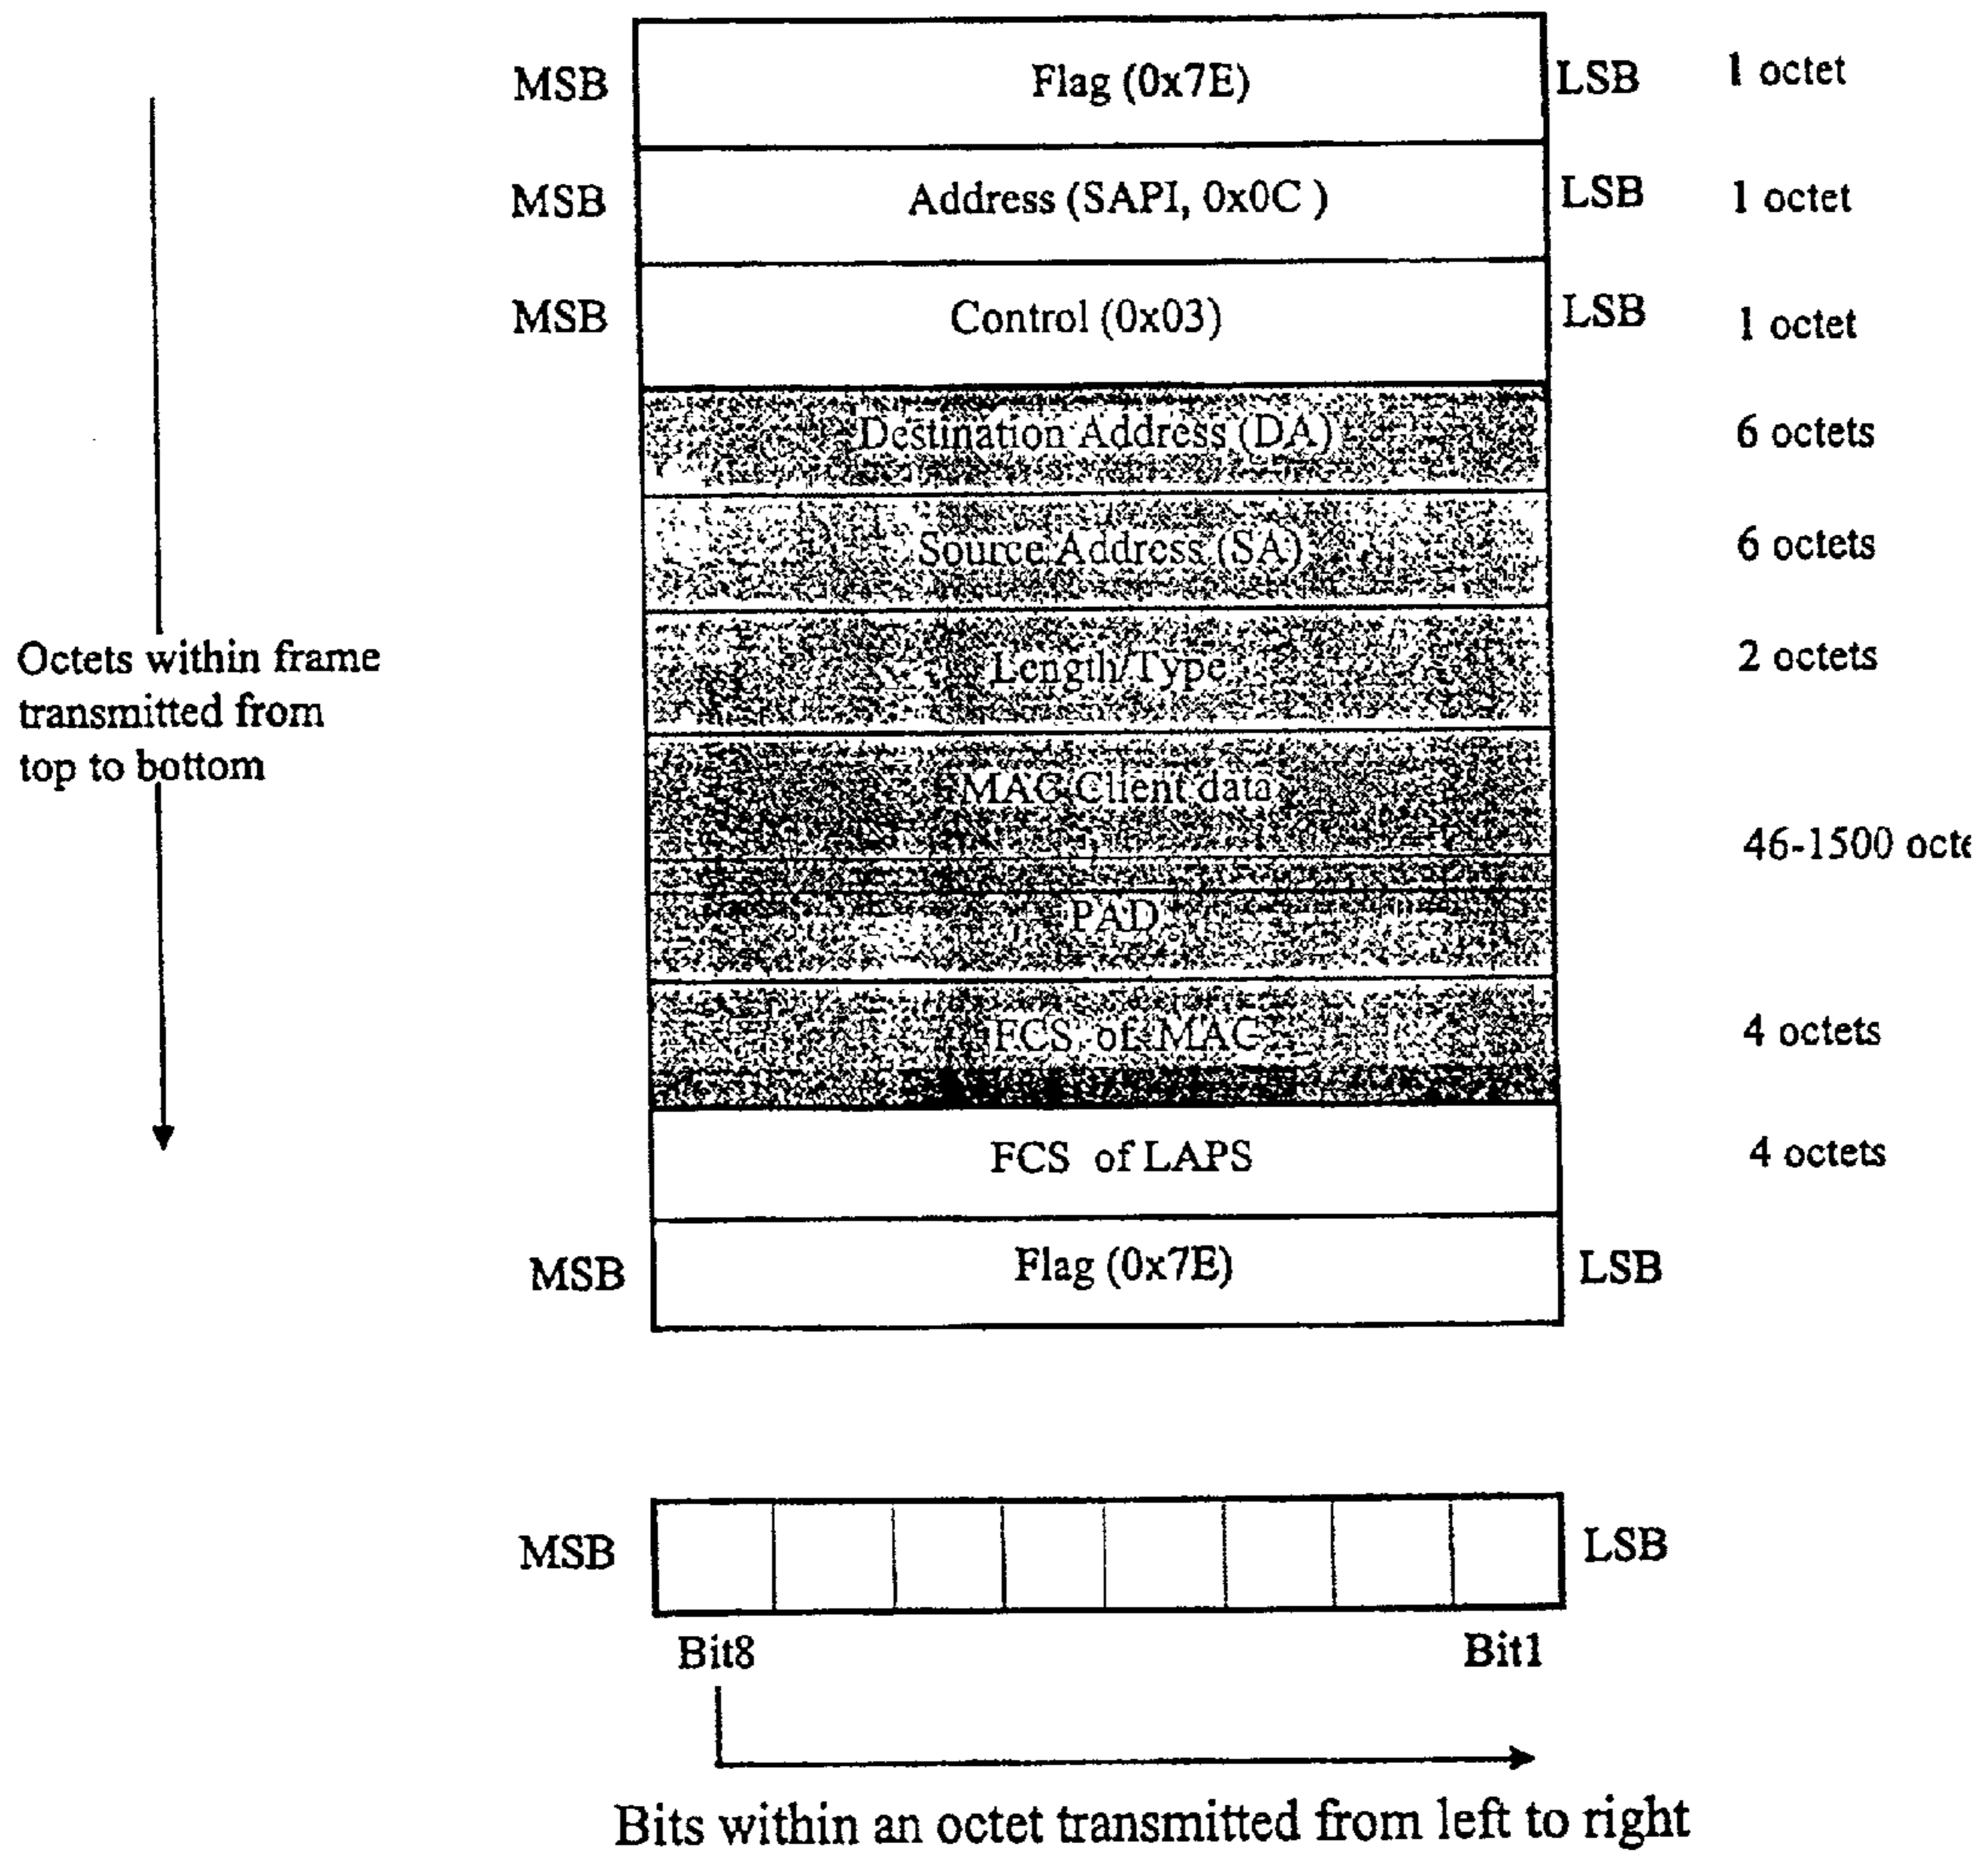 MSB Flag (0x7E) LSB 1 octet
MSB Address (SAPI, 0x0C ) LSB 1 octet
MSB Control (0x03) LSB 1 octet
Destination Address (DA) 6 octets
Source Address (SA) 6 octets
Length/Type 2 octets
Octets within frame
transmitted from
top to bottom
MAC Client data
46-1500 octe
PAD
FCS of MAC 4 octets
FCS of LAPS 4 octets
MSB Flag (0x7E) LSB
MSB LSB
Bit8 Bit1
Bits within an octet transmitted from left to right